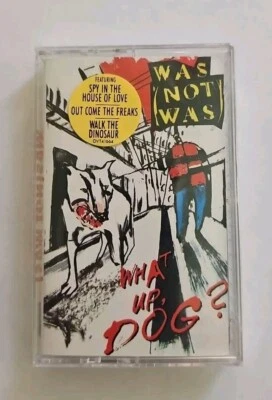 FEATURING
SPY IN THE
HOUSE OF LOVE
OUT COME THE FREAKS
WALK THE
DINOSAUR
WAS
(NOT
WAS)
WHAT
UP,
DOG?